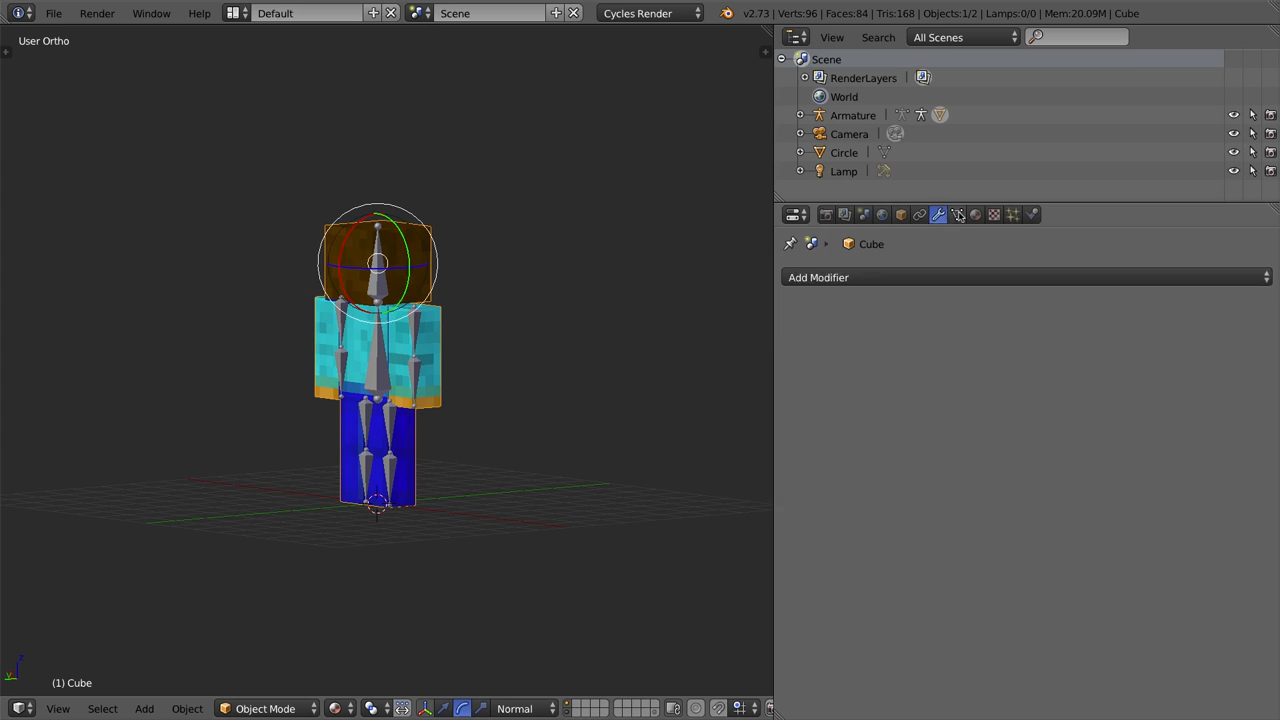 File Render Window Help Default Scene Cycles Render v2.73 | Verts:96 | Faces:84 | Tris:168 | Objects:1/2 | Lamps:0/0 | Mem:20.09M | Cube
User Ortho
View Search All Scenes
Scene
RenderLayers
World
Armature
Camera
Circle
Lamp
Cube
Add Modifier
z
y
(1) Cube
View Select Add Object Object Mode Normal